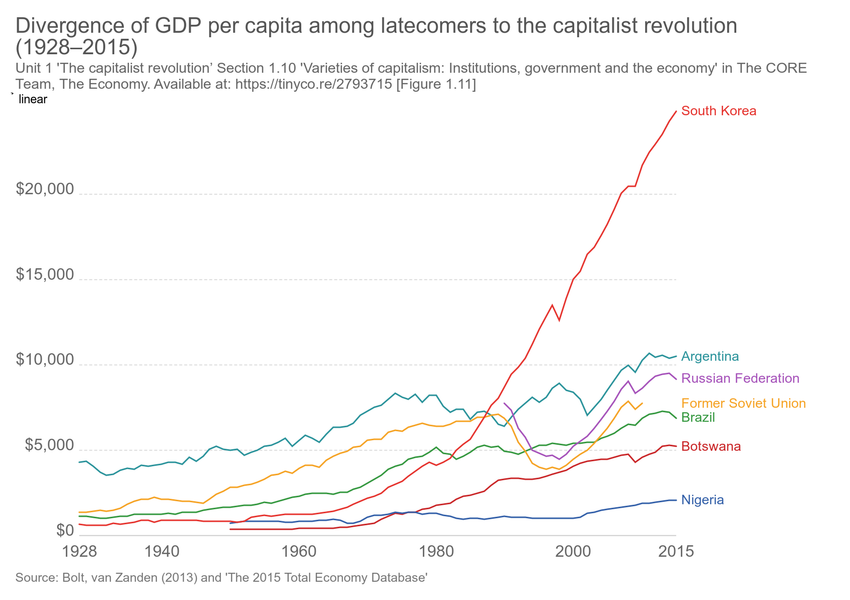 Divergence of GDP per capita among latecomers to the capitalist revolution
(1928–2015)
Unit 1 'The capitalist revolution’ Section 1.10 'Varieties of capitalism: Institutions, government and the economy' in The CORE
Team, The Economy. Available at: https://tinyco.re/2793715 [Figure 1.11]
linear
South Korea
$20,000
$15,000
$10,000
Argentina
Russian Federation
Former Soviet Union
Brazil
$5,000
Botswana
Nigeria
$0
1928 1940 1960 1980 2000 2015
Source: Bolt, van Zanden (2013) and 'The 2015 Total Economy Database'